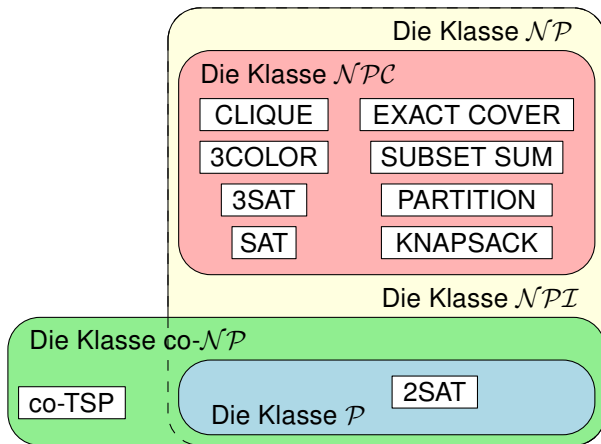 Die Klasse 𝒩𝒫
Die Klasse 𝒩𝒫𝒞
CLIQUE EXACT COVER
3COLOR SUBSET SUM
3SAT PARTITION
SAT KNAPSACK
Die Klasse 𝒩𝒫ℐ
Die Klasse co-𝒩𝒫
co-TSP 2SAT
Die Klasse 𝒫